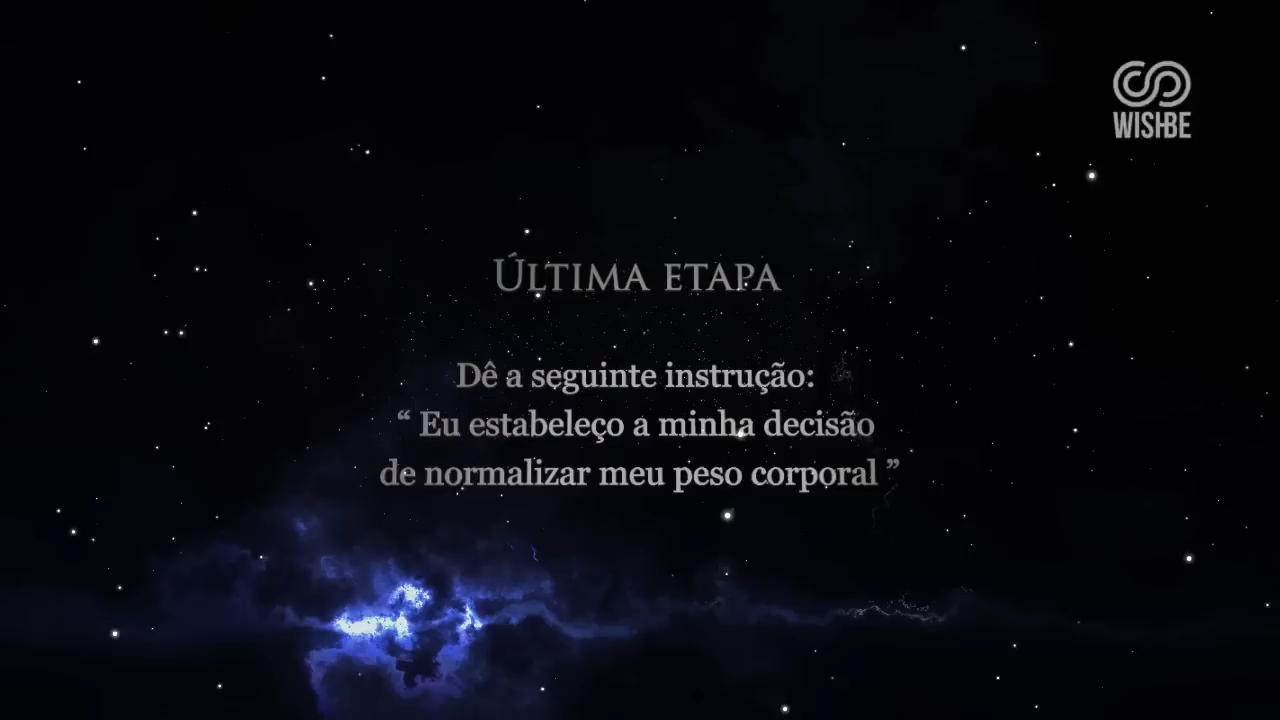 WISHBE
ÚLTIMA ETAPA
Dê a seguinte instrução:
“ Eu estabeleço a minha decisão
de normalizar meu peso corporal ”